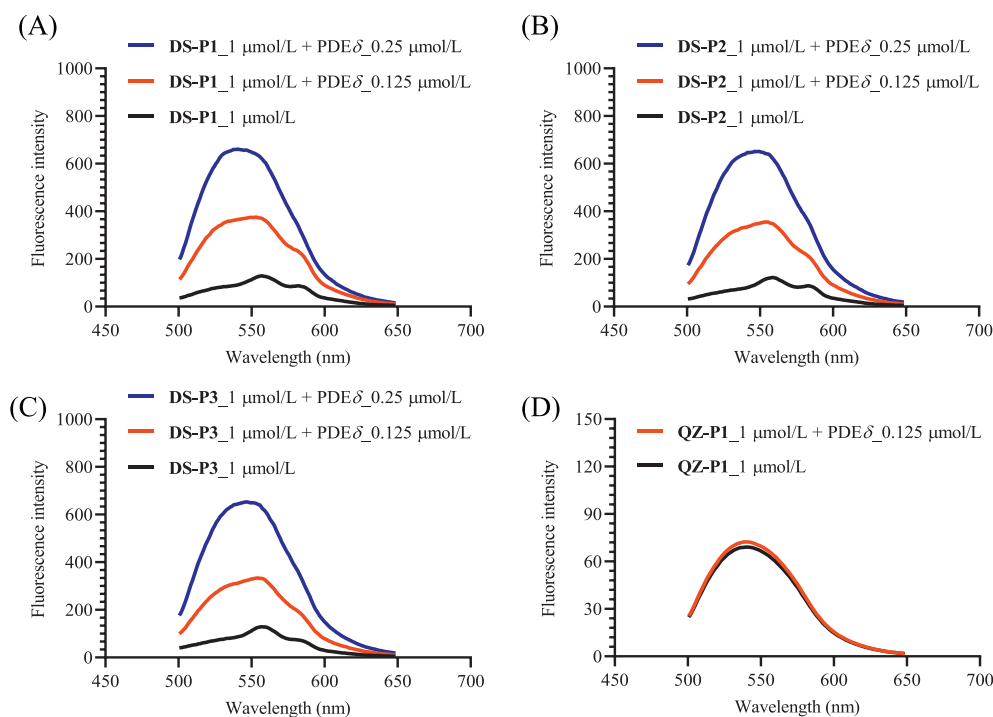 (A)
DS-P1_1 μmol/L + PDEδ_0.25 μmol/L
DS-P1_1 μmol/L + PDEδ_0.125 μmol/L
DS-P1_1 μmol/L
Fluorescence intensity
1000
800
600
400
200
0
450 500 550 600 650 700
Wavelength (nm)
(B)
DS-P2_1 μmol/L + PDEδ_0.25 μmol/L
DS-P2_1 μmol/L + PDEδ_0.125 μmol/L
DS-P2_1 μmol/L
Fluorescence intensity
1000
800
600
400
200
0
450 500 550 600 650 700
Wavelength (nm)
(C)
DS-P3_1 μmol/L + PDEδ_0.25 μmol/L
DS-P3_1 μmol/L + PDEδ_0.125 μmol/L
DS-P3_1 μmol/L
Fluorescence intensity
1000
800
600
400
200
0
450 500 550 600 650 700
Wavelength (nm)
(D)
QZ-P1_1 μmol/L + PDEδ_0.125 μmol/L
QZ-P1_1 μmol/L
Fluorescence intensity
150
120
90
60
30
0
450 500 550 600 650 700
Wavelength (nm)